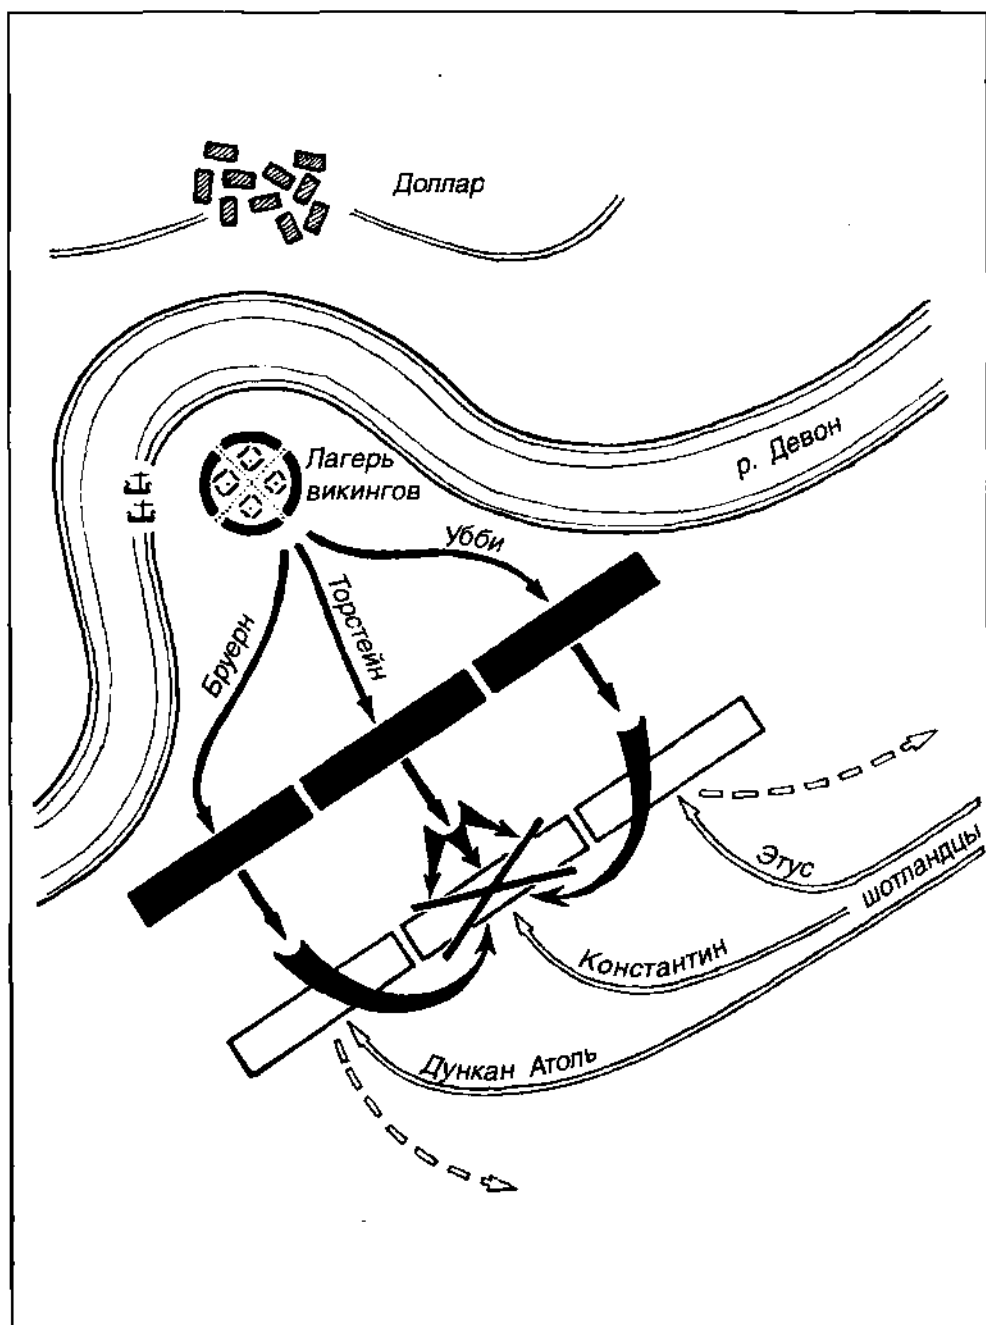 Доллар
р. Девон
Лагерь
викингов
Убби
Торстейн
Бруерн
Этус
шотландцы
Константин
Дункан Атоль